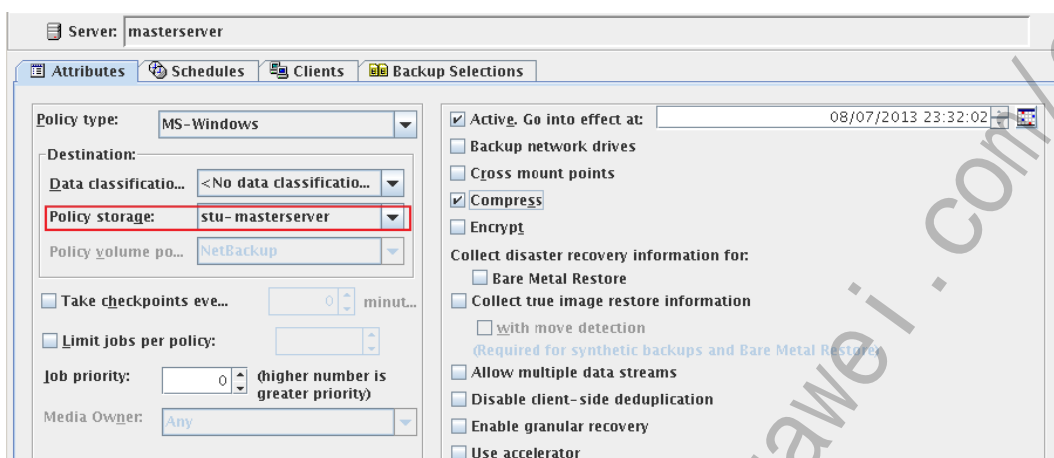 Server: masterserver
Attributes Schedules Clients Backup Selections
Policy type: MS-Windows
Destination:
Data classificatio... <No data classificatio...
Policy storage: stu-masterserver
Policy volume po... NetBackup
Take checkpoints eve... 0 minut...
Limit jobs per policy:
Job priority: 0 (higher number is
greater priority)
Media Owner: Any
Active. Go into effect at: 08/07/2013 23:32:02
Backup network drives
Cross mount points
Compress
Encrypt
Collect disaster recovery information for:
Bare Metal Restore
Collect true image restore information
with move detection
(Required for synthetic backups and Bare Metal Restore)
Allow multiple data streams
Disable client-side deduplication
Enable granular recovery
Use accelerator
awei.com/